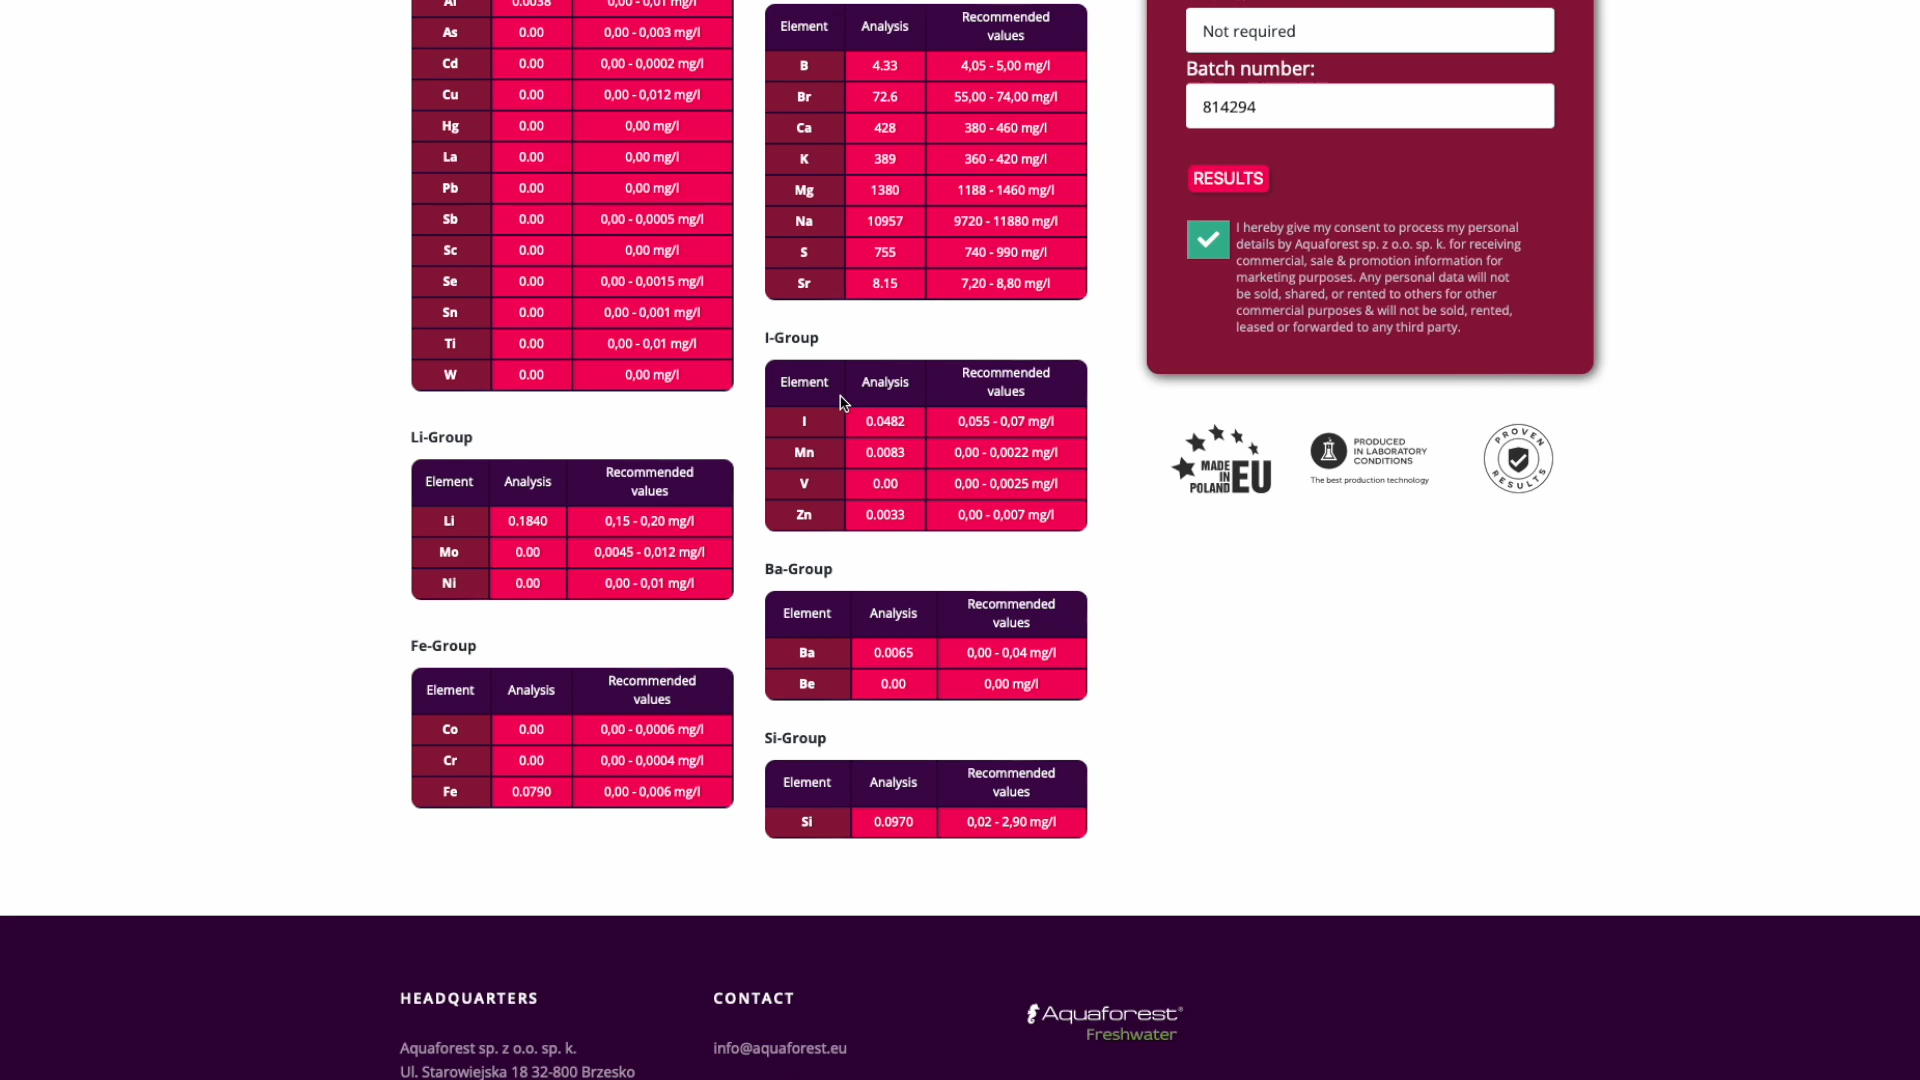 Al 0.0038 0,00 - 0,01 mg/l
As 0.00 0,00 - 0,003 mg/l
Cd 0.00 0,00 - 0,0002 mg/l
Cu 0.00 0,00 - 0,012 mg/l
Hg 0.00 0,00 mg/l
La 0.00 0,00 mg/l
Pb 0.00 0,00 mg/l
Sb 0.00 0,00 - 0,0005 mg/l
Sc 0.00 0,00 mg/l
Se 0.00 0,00 - 0,0015 mg/l
Sn 0.00 0,00 - 0,001 mg/l
Ti 0.00 0,00 - 0,01 mg/l
W 0.00 0,00 mg/l
Li-Group
Element Analysis Recommended
values
Li 0.1840 0,15 - 0,20 mg/l
Mo 0.00 0,0045 - 0,012 mg/l
Ni 0.00 0,00 - 0,01 mg/l
Fe-Group
Element Analysis Recommended
values
Co 0.00 0,00 - 0,0006 mg/l
Cr 0.00 0,00 - 0,0004 mg/l
Fe 0.0790 0,00 - 0,006 mg/l
Element Analysis Recommended
values
B 4.33 4,05 - 5,00 mg/l
Br 72.6 55,00 - 74,00 mg/l
Ca 428 380 - 460 mg/l
K 389 360 - 420 mg/l
Mg 1380 1188 - 1460 mg/l
Na 10957 9720 - 11880 mg/l
S 755 740 - 990 mg/l
Sr 8.15 7,20 - 8,80 mg/l
I-Group
Element Analysis Recommended
values
I 0.0482 0,055 - 0,07 mg/l
Mn 0.0083 0,00 - 0,0022 mg/l
V 0.00 0,00 - 0,0025 mg/l
Zn 0.0033 0,00 - 0,007 mg/l
Ba-Group
Element Analysis Recommended
values
Ba 0.0065 0,00 - 0,04 mg/l
Be 0.00 0,00 mg/l
Si-Group
Element Analysis Recommended
values
Si 0.0970 0,02 - 2,90 mg/l
Not required
Batch number:
814294
RESULTS
I hereby give my consent to process my personal
details by Aquaforest sp. z o.o. sp. k. for receiving
commercial, sale & promotion information for
marketing purposes. Any personal data will not
be sold, shared, or rented to others for other
commercial purposes & will not be sold, rented,
leased or forwarded to any third party.
MADE
IN
POLAND EU
PRODUCED
IN LABORATORY
CONDITIONS
The best production technology
PROVEN
RESULTS
HEADQUARTERS
Aquaforest sp. z o.o. sp. k.
Ul. Starowiejska 18 32-800 Brzesko
CONTACT
info@aquaforest.eu
Aquaforest®
Freshwater